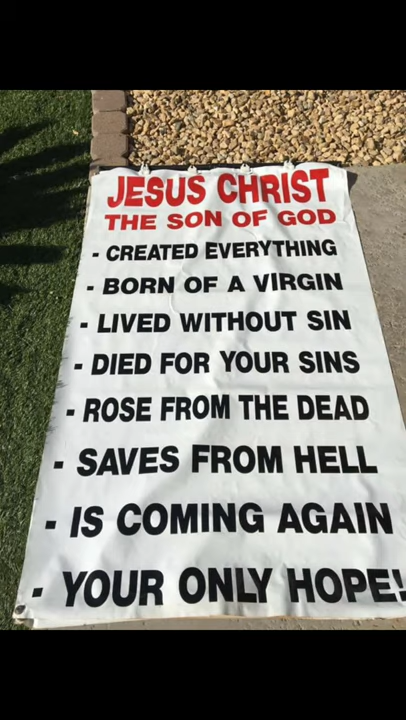 JESUS CHRIST
THE SON OF GOD
- CREATED EVERYTHING
- BORN OF A VIRGIN
- LIVED WITHOUT SIN
- DIED FOR YOUR SINS
- ROSE FROM THE DEAD
- SAVES FROM HELL
- IS COMING AGAIN
- YOUR ONLY HOPE!